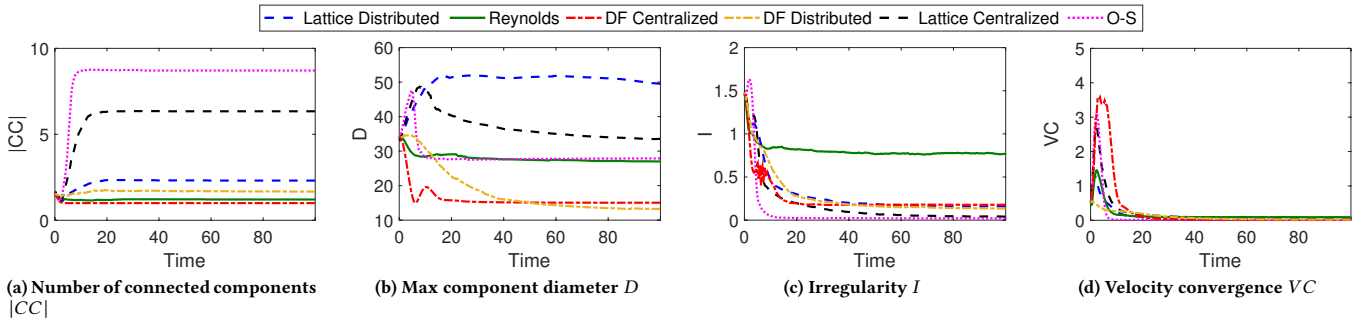 Lattice Distributed Reynolds DF Centralized DF Distributed Lattice Centralized O-S
10
5
0
|CC|
0 20 40 60 80
Time
(a) Number of connected components
|CC|
60
50
40
30
20
10
D
0 20 40 60 80
Time
(b) Max component diameter D
2
1.5
1
0.5
0
I
0 20 40 60 80
Time
(c) Irregularity I
5
4
3
2
1
0
VC
0 20 40 60 80
Time
(d) Velocity convergence VC